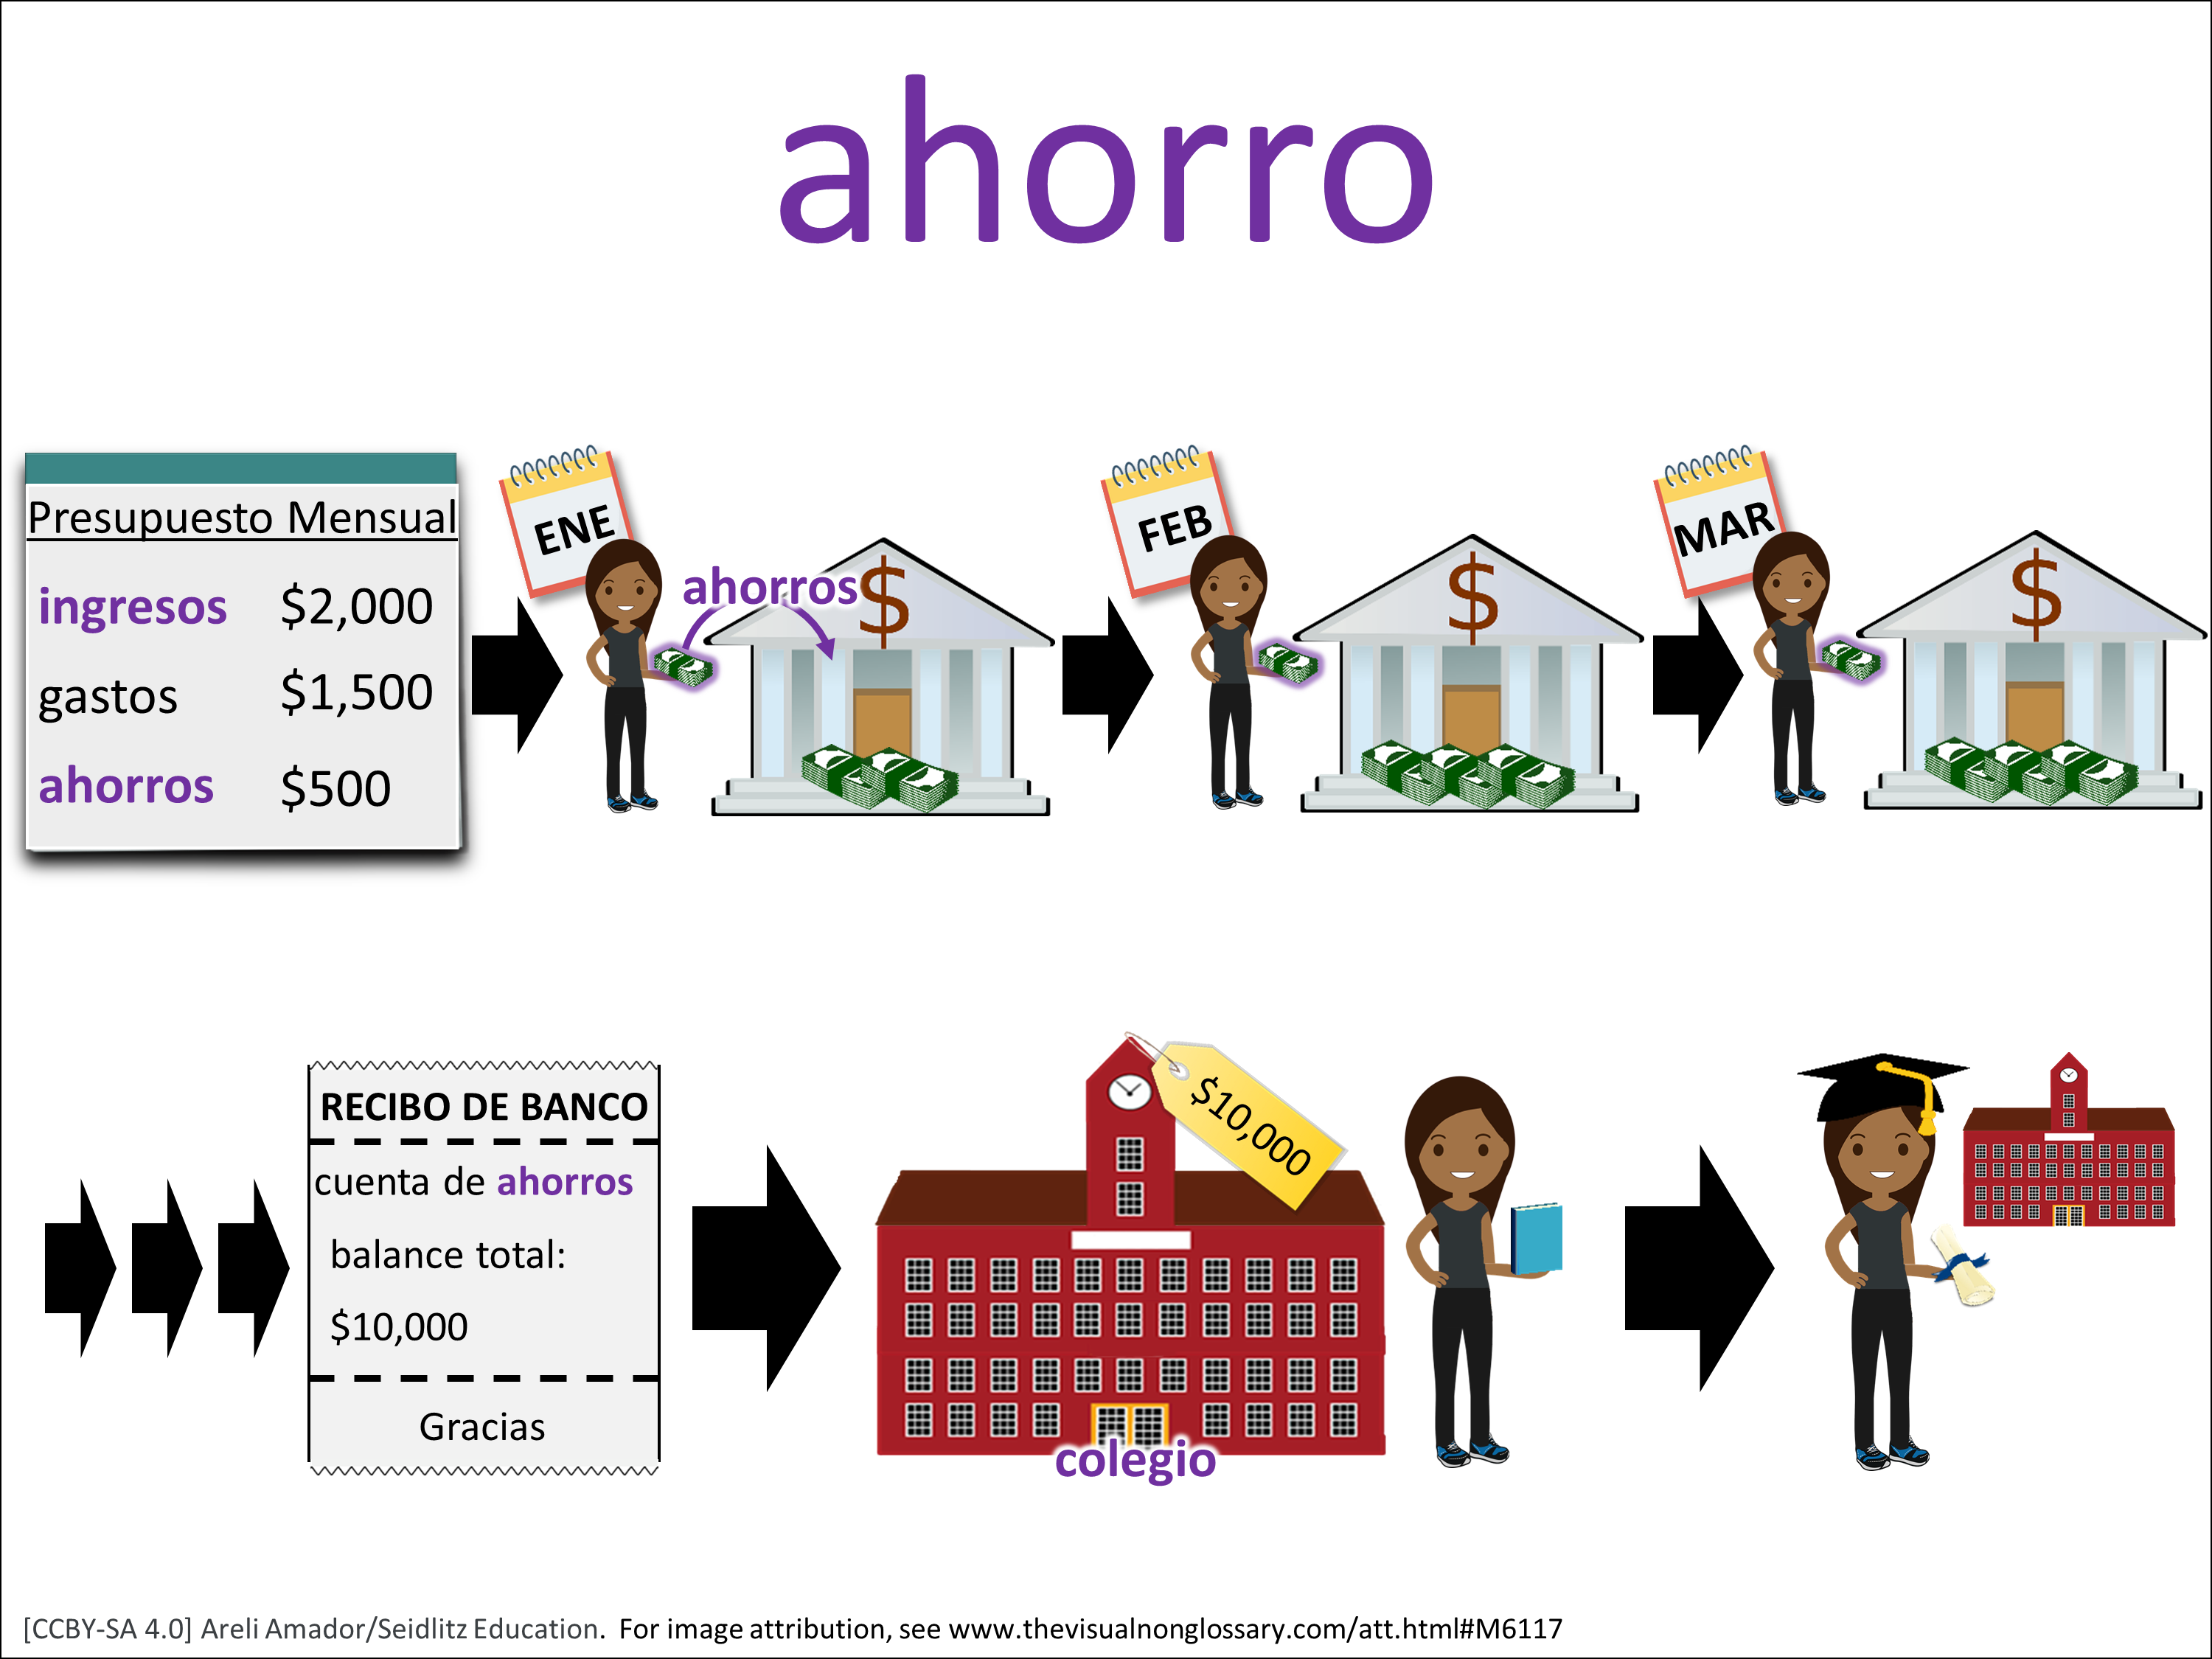 ahorro
Presupuesto Mensual
ingresos $2,000
gastos $1,500
ahorros $500
ENE
ahorros
$
FEB
$
MAR
$
RECIBO DE BANCO
cuenta de ahorros
balance total:
$10,000
Gracias
$10,000
colegio
[CCBY-SA 4.0] Areli Amador/Seidlitz Education. For image attribution, see www.thevisualnonglossary.com/att.html#M6117